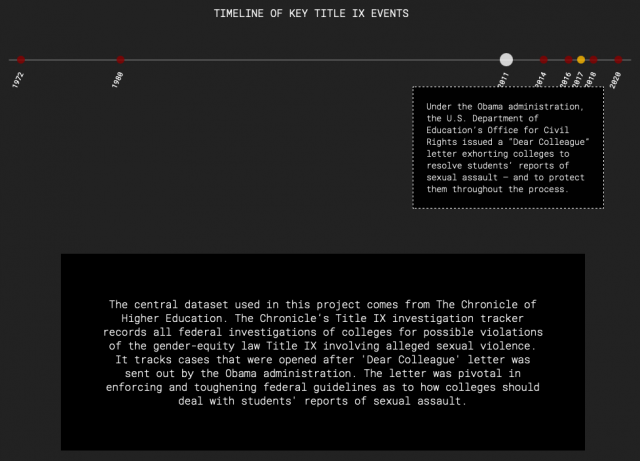 TIMELINE OF KEY TITLE IX EVENTS
1972
1980
2011
2014
2016
2017
2018
2020
Under the Obama administration,
the U.S. Department of
Education's Office for Civil
Rights issued a "Dear Colleague"
letter exhorting colleges to
resolve students' reports of
sexual assault – and to protect
them throughout the process.
The central dataset used in this project comes from The Chronicle of
Higher Education. The Chronicle's Title IX investigation tracker
records all federal investigations of colleges for possible violations
of the gender-equity law Title IX involving alleged sexual violence.
It tracks cases that were opened after 'Dear Colleague' letter was
sent out by the Obama administration. The letter was pivotal in
enforcing and toughening federal guidelines as to how colleges should
deal with students' reports of sexual assault.